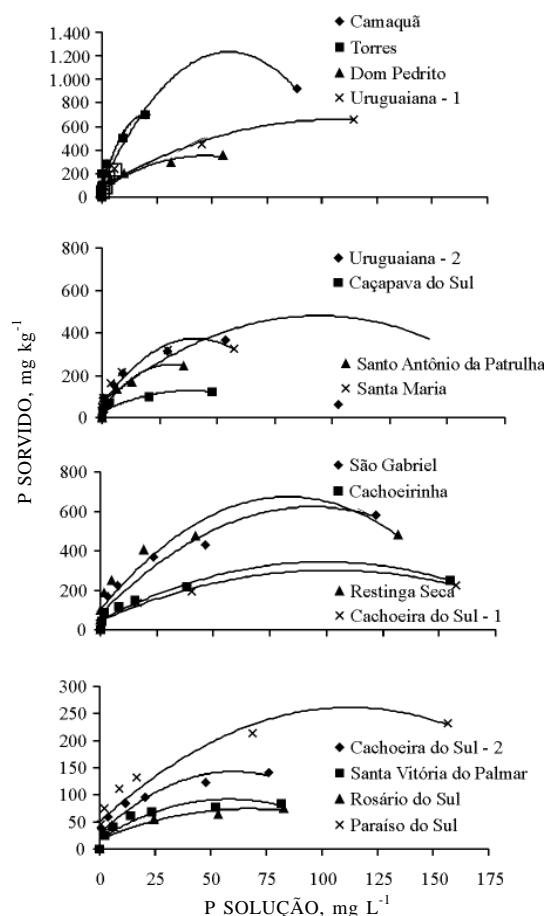 1.400
1.200
1.000
800
600
400
200
0
Camaquã
Torres
Dom Pedrito
Uruguaiana - 1
800
600
400
200
0
Uruguaiana - 2
Caçapava do Sul
Santo Antônio da Patrulha
Santa Maria
800
600
400
200
0
São Gabriel
Cachoeirinha
Restinga Seca
Cachoeira do Sul - 1
300
250
200
150
100
50
0
Cachoeira do Sul - 2
Santa Vitória do Palmar
Rosário do Sul
Paraíso do Sul
0 25 50 75 100 125 150 175
P SORVIDO, mg kg-1
P SOLUÇÃO, mg L-1